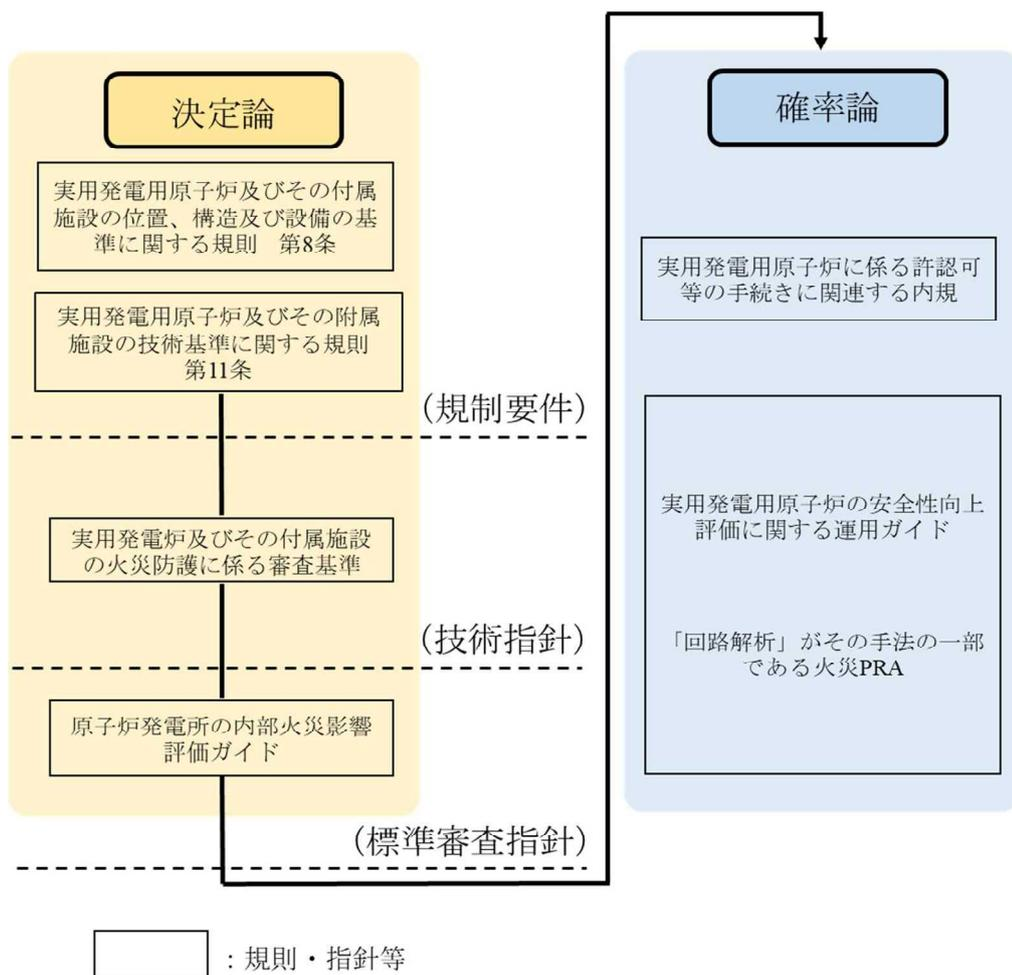 決定論
実用発電用原子炉及びその付属
施設の位置、構造及び設備の基
準に関する規則　第8条
実用発電用原子炉及びその附属
施設の技術基準に関する規則
第11条
(規制要件)
実用発電炉及びその付属施設
の火災防護に係る審査基準
(技術指針)
原子炉発電所の内部火災影響
評価ガイド
(標準審査指針)
確率論
実用発電用原子炉に係る許認可
等の手続きに関連する内規
実用発電用原子炉の安全性向上
評価に関する運用ガイド
「回路解析」がその手法の一部
である火災PRA
：規則・指針等